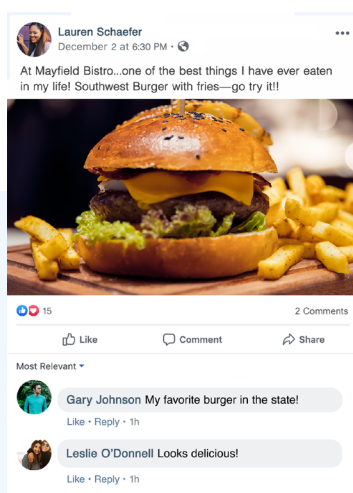 Lauren Schaefer
December 2 at 6:30 PM ·
At Mayfield Bistro...one of the best things I have ever eaten
in my life! Southwest Burger with fries—go try it!!
15
2 Comments
Like
Comment
Share
Most Relevant
Gary Johnson My favorite burger in the state!
Like · Reply · 1h
Leslie O'Donnell Looks delicious!
Like · Reply · 1h